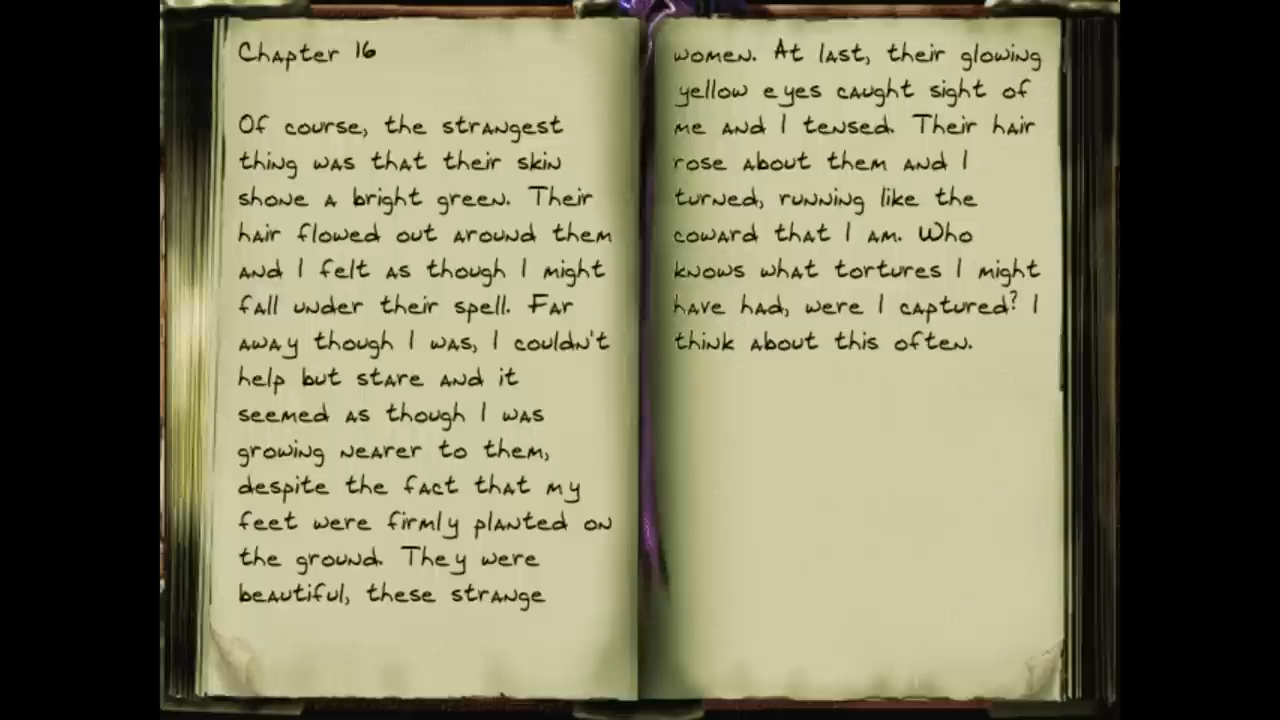 Chapter 16
Of course, the strangest
thing was that their skin
shone a bright green. Their
hair flowed out around them
and I felt as though I might
fall under their spell. Far
away though I was, I couldn't
help but stare and it
seemed as though I was
growing nearer to them,
despite the fact that my
feet were firmly planted on
the ground. They were
beautiful, these strange
women. At last, their glowing
yellow eyes caught sight of
me and I tensed. Their hair
rose about them and I
turned, running like the
coward that I am. Who
knows what tortures I might
have had, were I captured? I
think about this often.